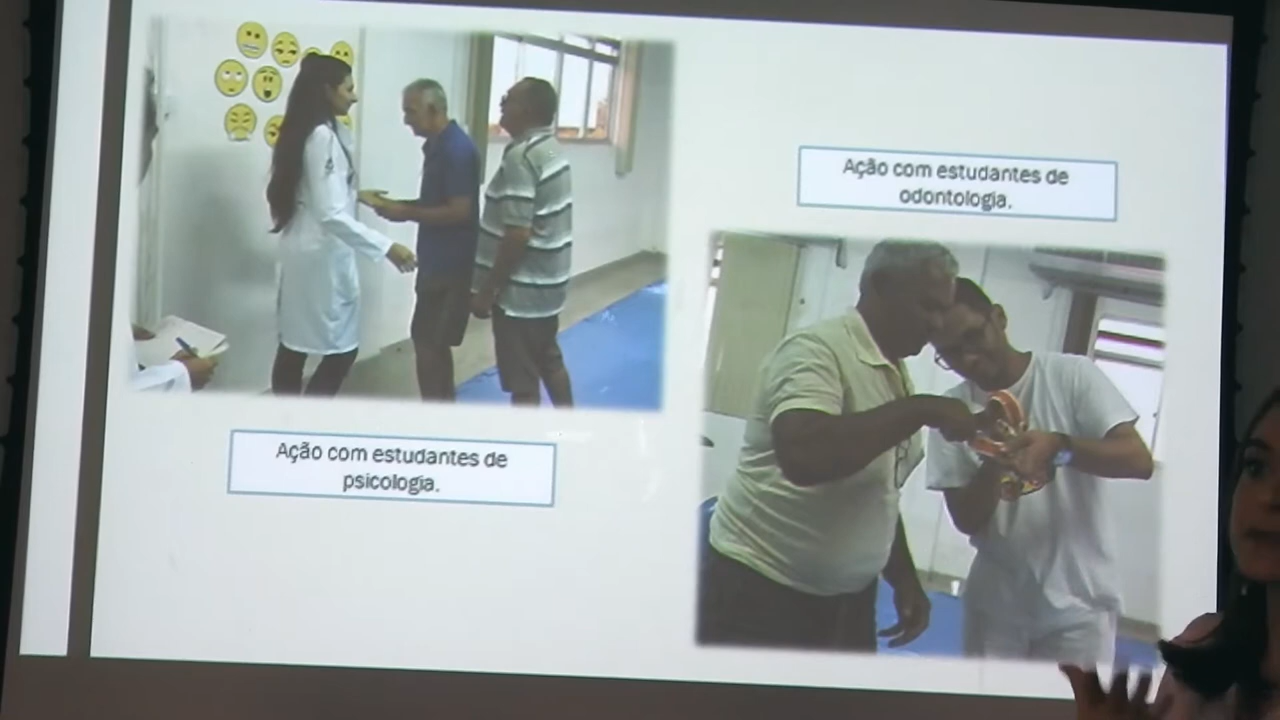 Ação com estudantes de
odontologia.
Ação com estudantes de
psicologia.